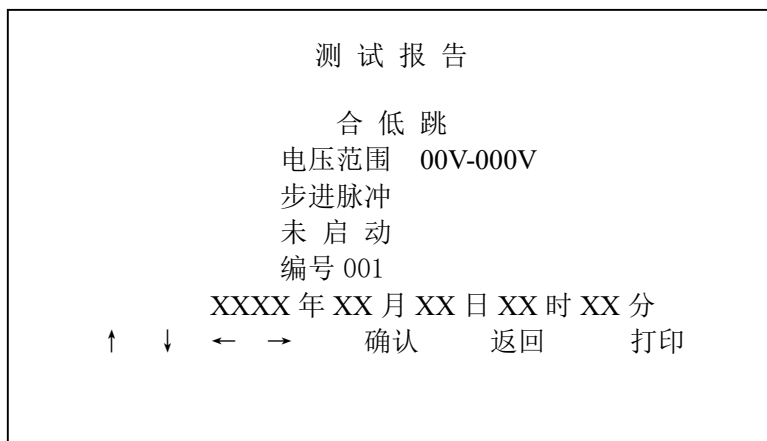 测 试 报 告
合 低 跳
电压范围 00V-000V
步进脉冲
未 启 动
编号 001
XXXX 年 XX 月 XX 日 XX 时 XX 分
↑ ↓ ← → 确认 返回 打印